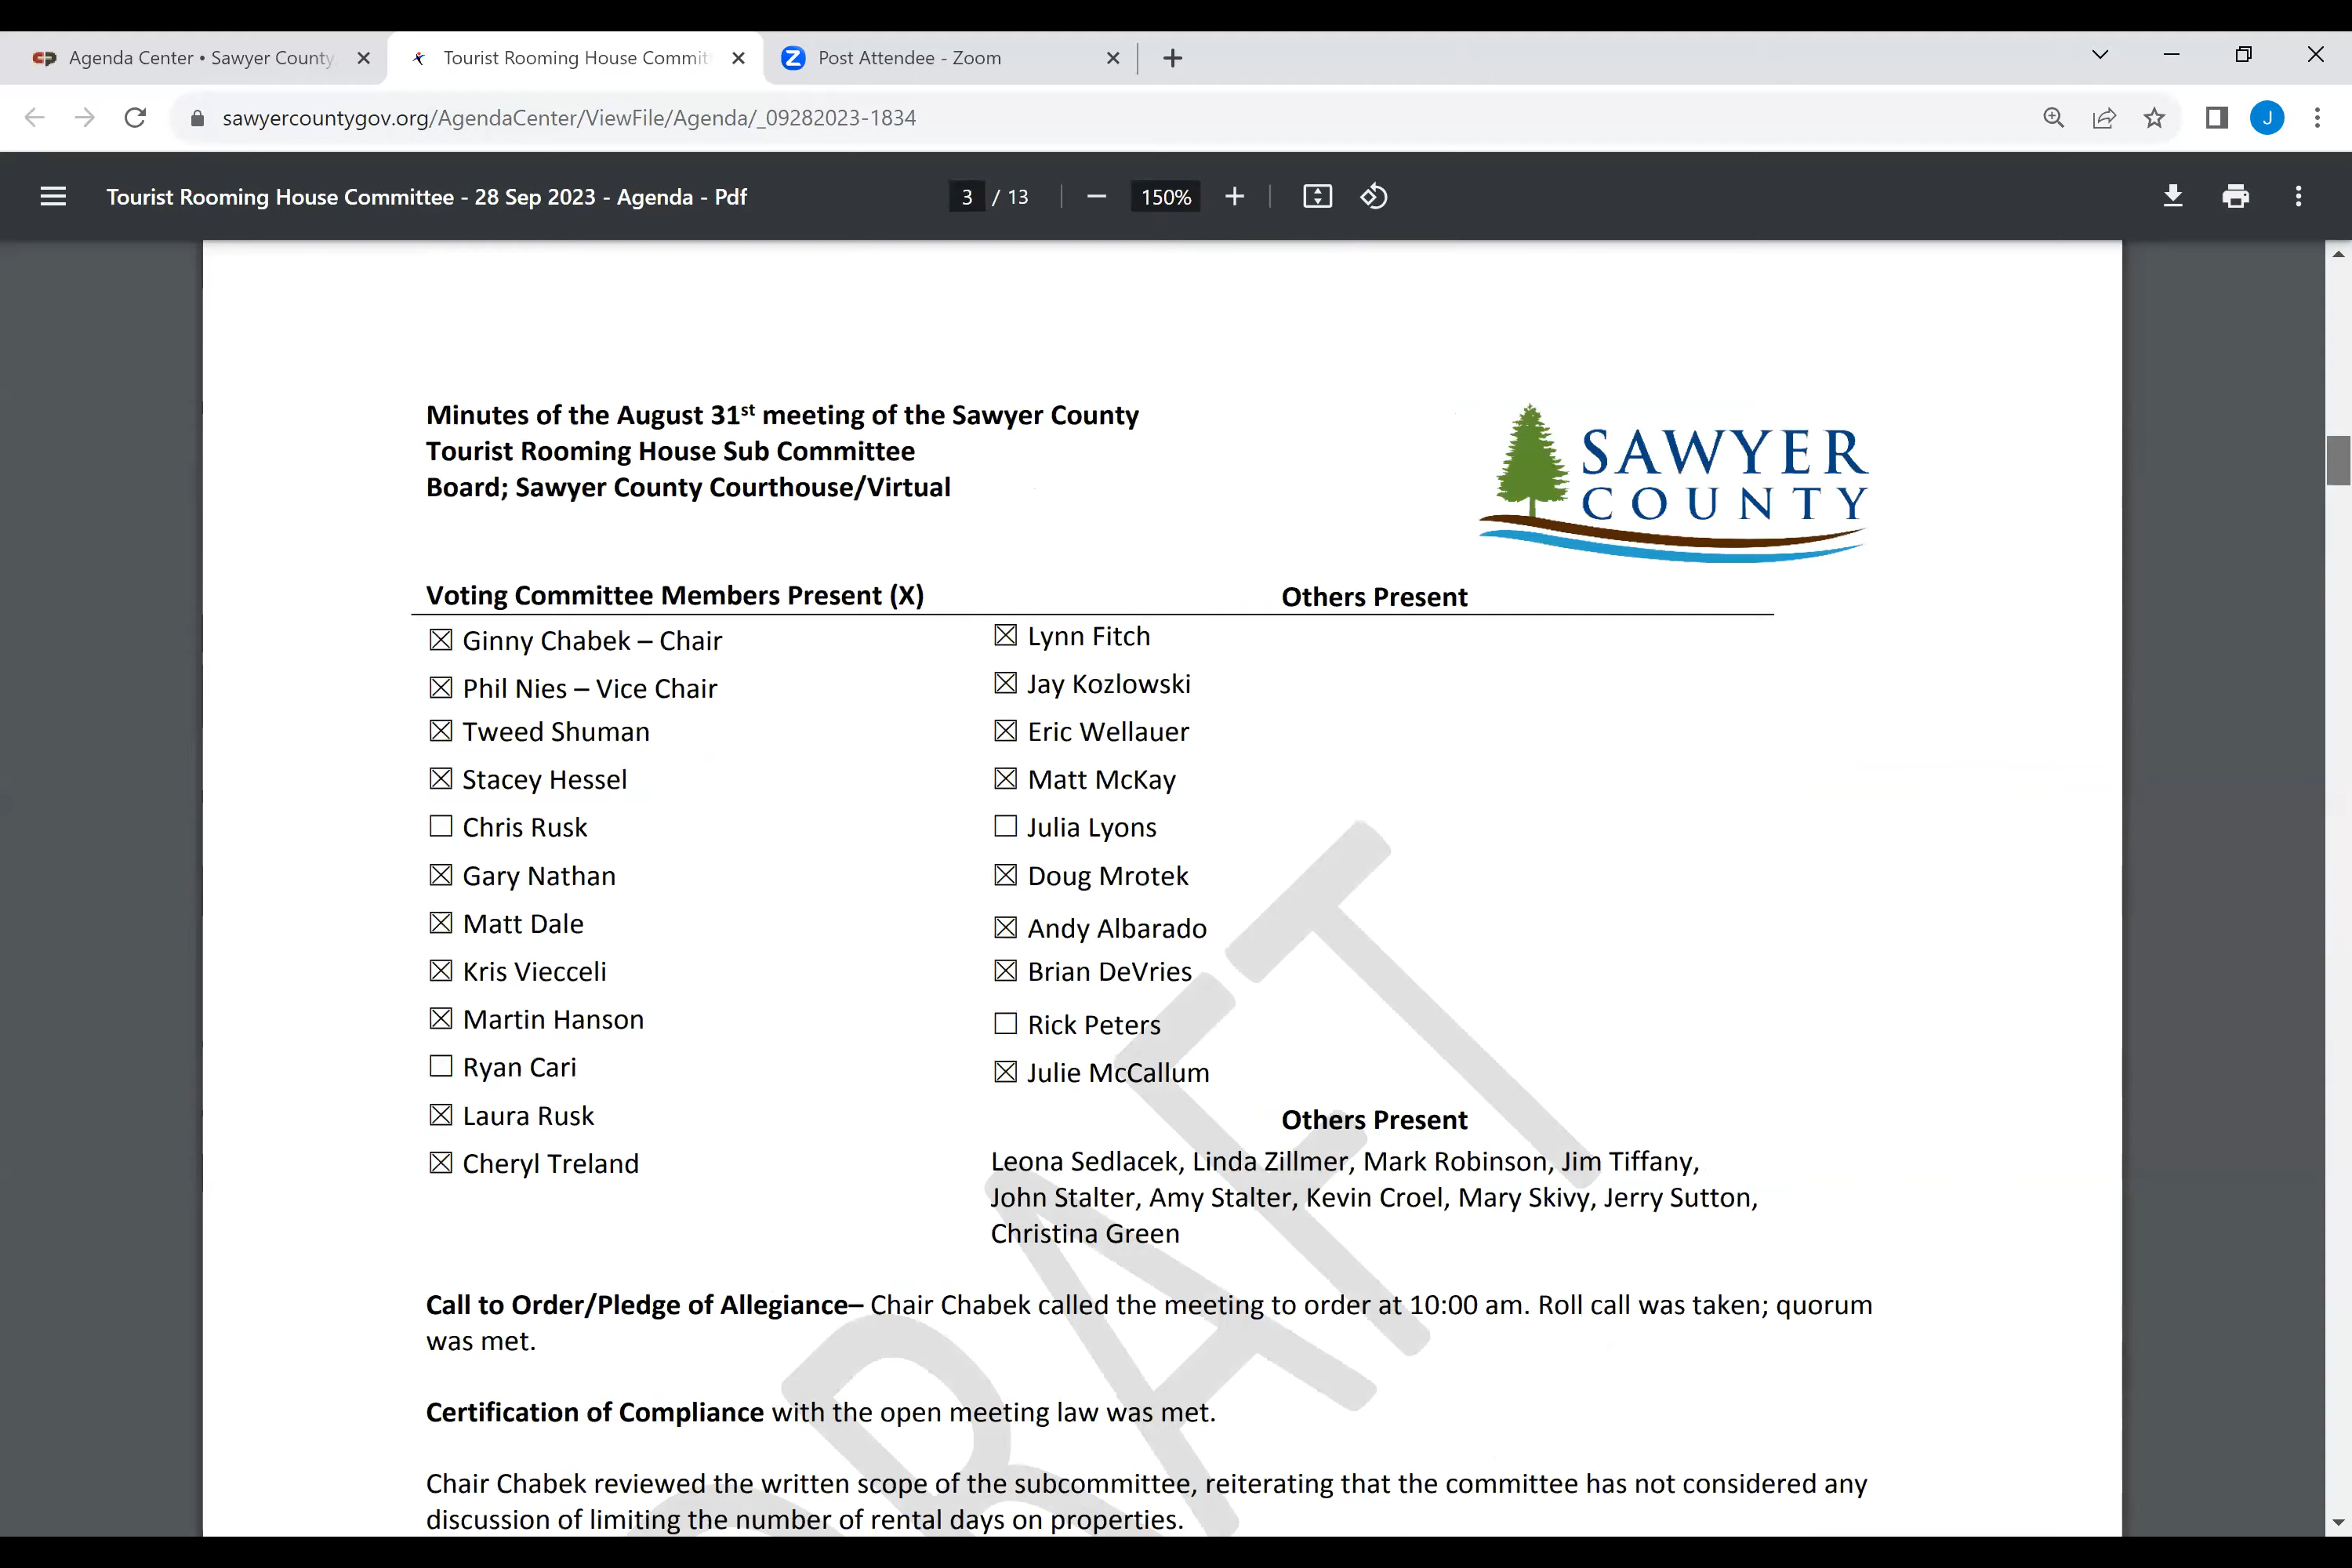 Agenda Center • Sawyer County,
Tourist Rooming House Commit
Post Attendee - Zoom
sawyercountygov.org/AgendaCenter/ViewFile/Agenda/_09282023-1834
J
Tourist Rooming House Committee - 28 Sep 2023 - Agenda - Pdf
3 / 13
150%
Minutes of the August 31st meeting of the Sawyer County
Tourist Rooming House Sub Committee
Board; Sawyer County Courthouse/Virtual
SAWYER
COUNTY
Voting Committee Members Present (X)
☒ Ginny Chabek – Chair
☒ Phil Nies – Vice Chair
☒ Tweed Shuman
☒ Stacey Hessel
☐ Chris Rusk
☒ Gary Nathan
☒ Matt Dale
☒ Kris Viecceli
☒ Martin Hanson
☐ Ryan Cari
☒ Laura Rusk
☒ Cheryl Treland
Others Present
☒ Lynn Fitch
☒ Jay Kozlowski
☒ Eric Wellauer
☒ Matt McKay
☐ Julia Lyons
☒ Doug Mrotek
☒ Andy Albarado
☒ Brian DeVries
☐ Rick Peters
☒ Julie McCallum
Others Present
Leona Sedlacek, Linda Zillmer, Mark Robinson, Jim Tiffany,
John Stalter, Amy Stalter, Kevin Croel, Mary Skivy, Jerry Sutton,
Christina Green
Call to Order/Pledge of Allegiance– Chair Chabek called the meeting to order at 10:00 am. Roll call was taken; quorum
was met.
Certification of Compliance with the open meeting law was met.
Chair Chabek reviewed the written scope of the subcommittee, reiterating that the committee has not considered any
discussion of limiting the number of rental days on properties.
DRAFT